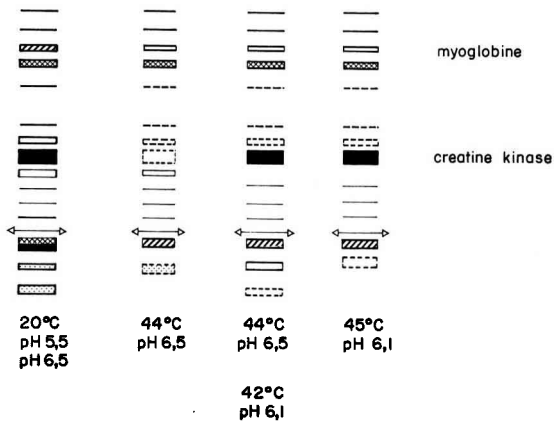 myoglobine
creatine kinase
20°C
pH 5,5
pH 6,5
44°C
pH 6,5
44°C
pH 6,5
45°C
pH 6,1
42°C
pH 6,1